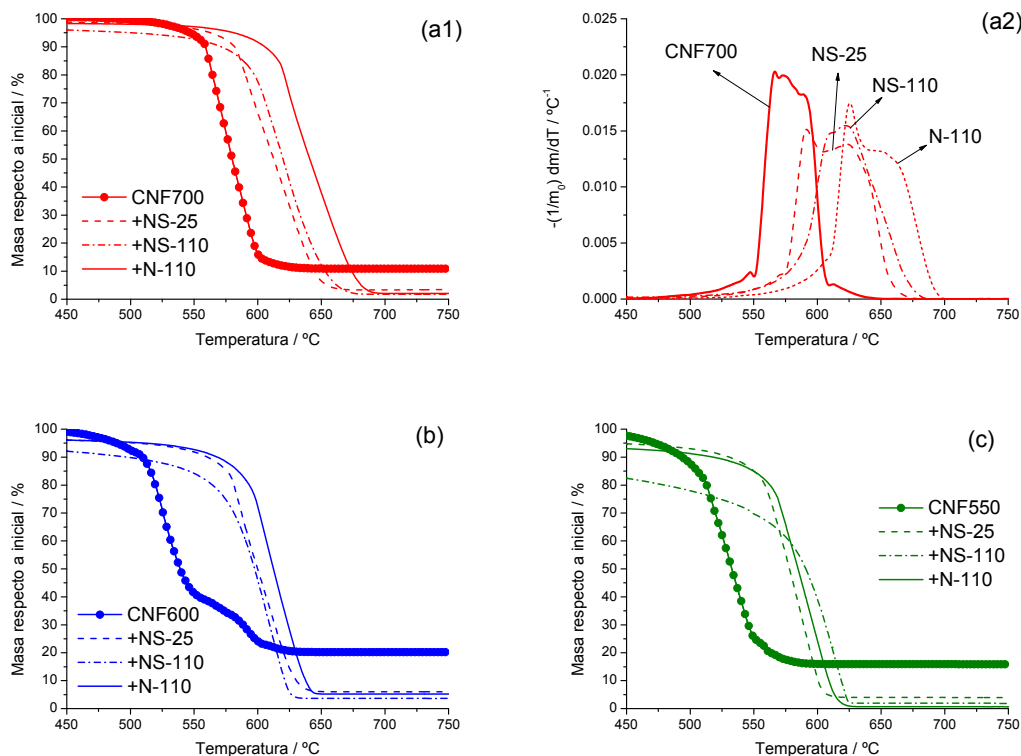 (a1)
Masa respecto a inicial / %
100
90
80
70
60
50
40
30
20
10
0
CNF700
+NS-25
+NS-110
+N-110
450 500 550 600 650 700 750
Temperatura / ºC
(a2)
-(1/m₀) dm/dT / ºC⁻¹
0.025
0.020
0.015
0.010
0.005
0.000
CNF700
NS-25
NS-110
N-110
450 500 550 600 650 700 750
Temperatura / ºC
(b)
Masa respecto a inicial / %
100
90
80
70
60
50
40
30
20
10
0
CNF600
+NS-25
+NS-110
+N-110
450 500 550 600 650 700 750
Temperatura / ºC
(c)
Masa respecto a inicial / %
100
90
80
70
60
50
40
30
20
10
0
CNF550
+NS-25
+NS-110
+N-110
450 500 550 600 650 700 750
Temperatura / ºC